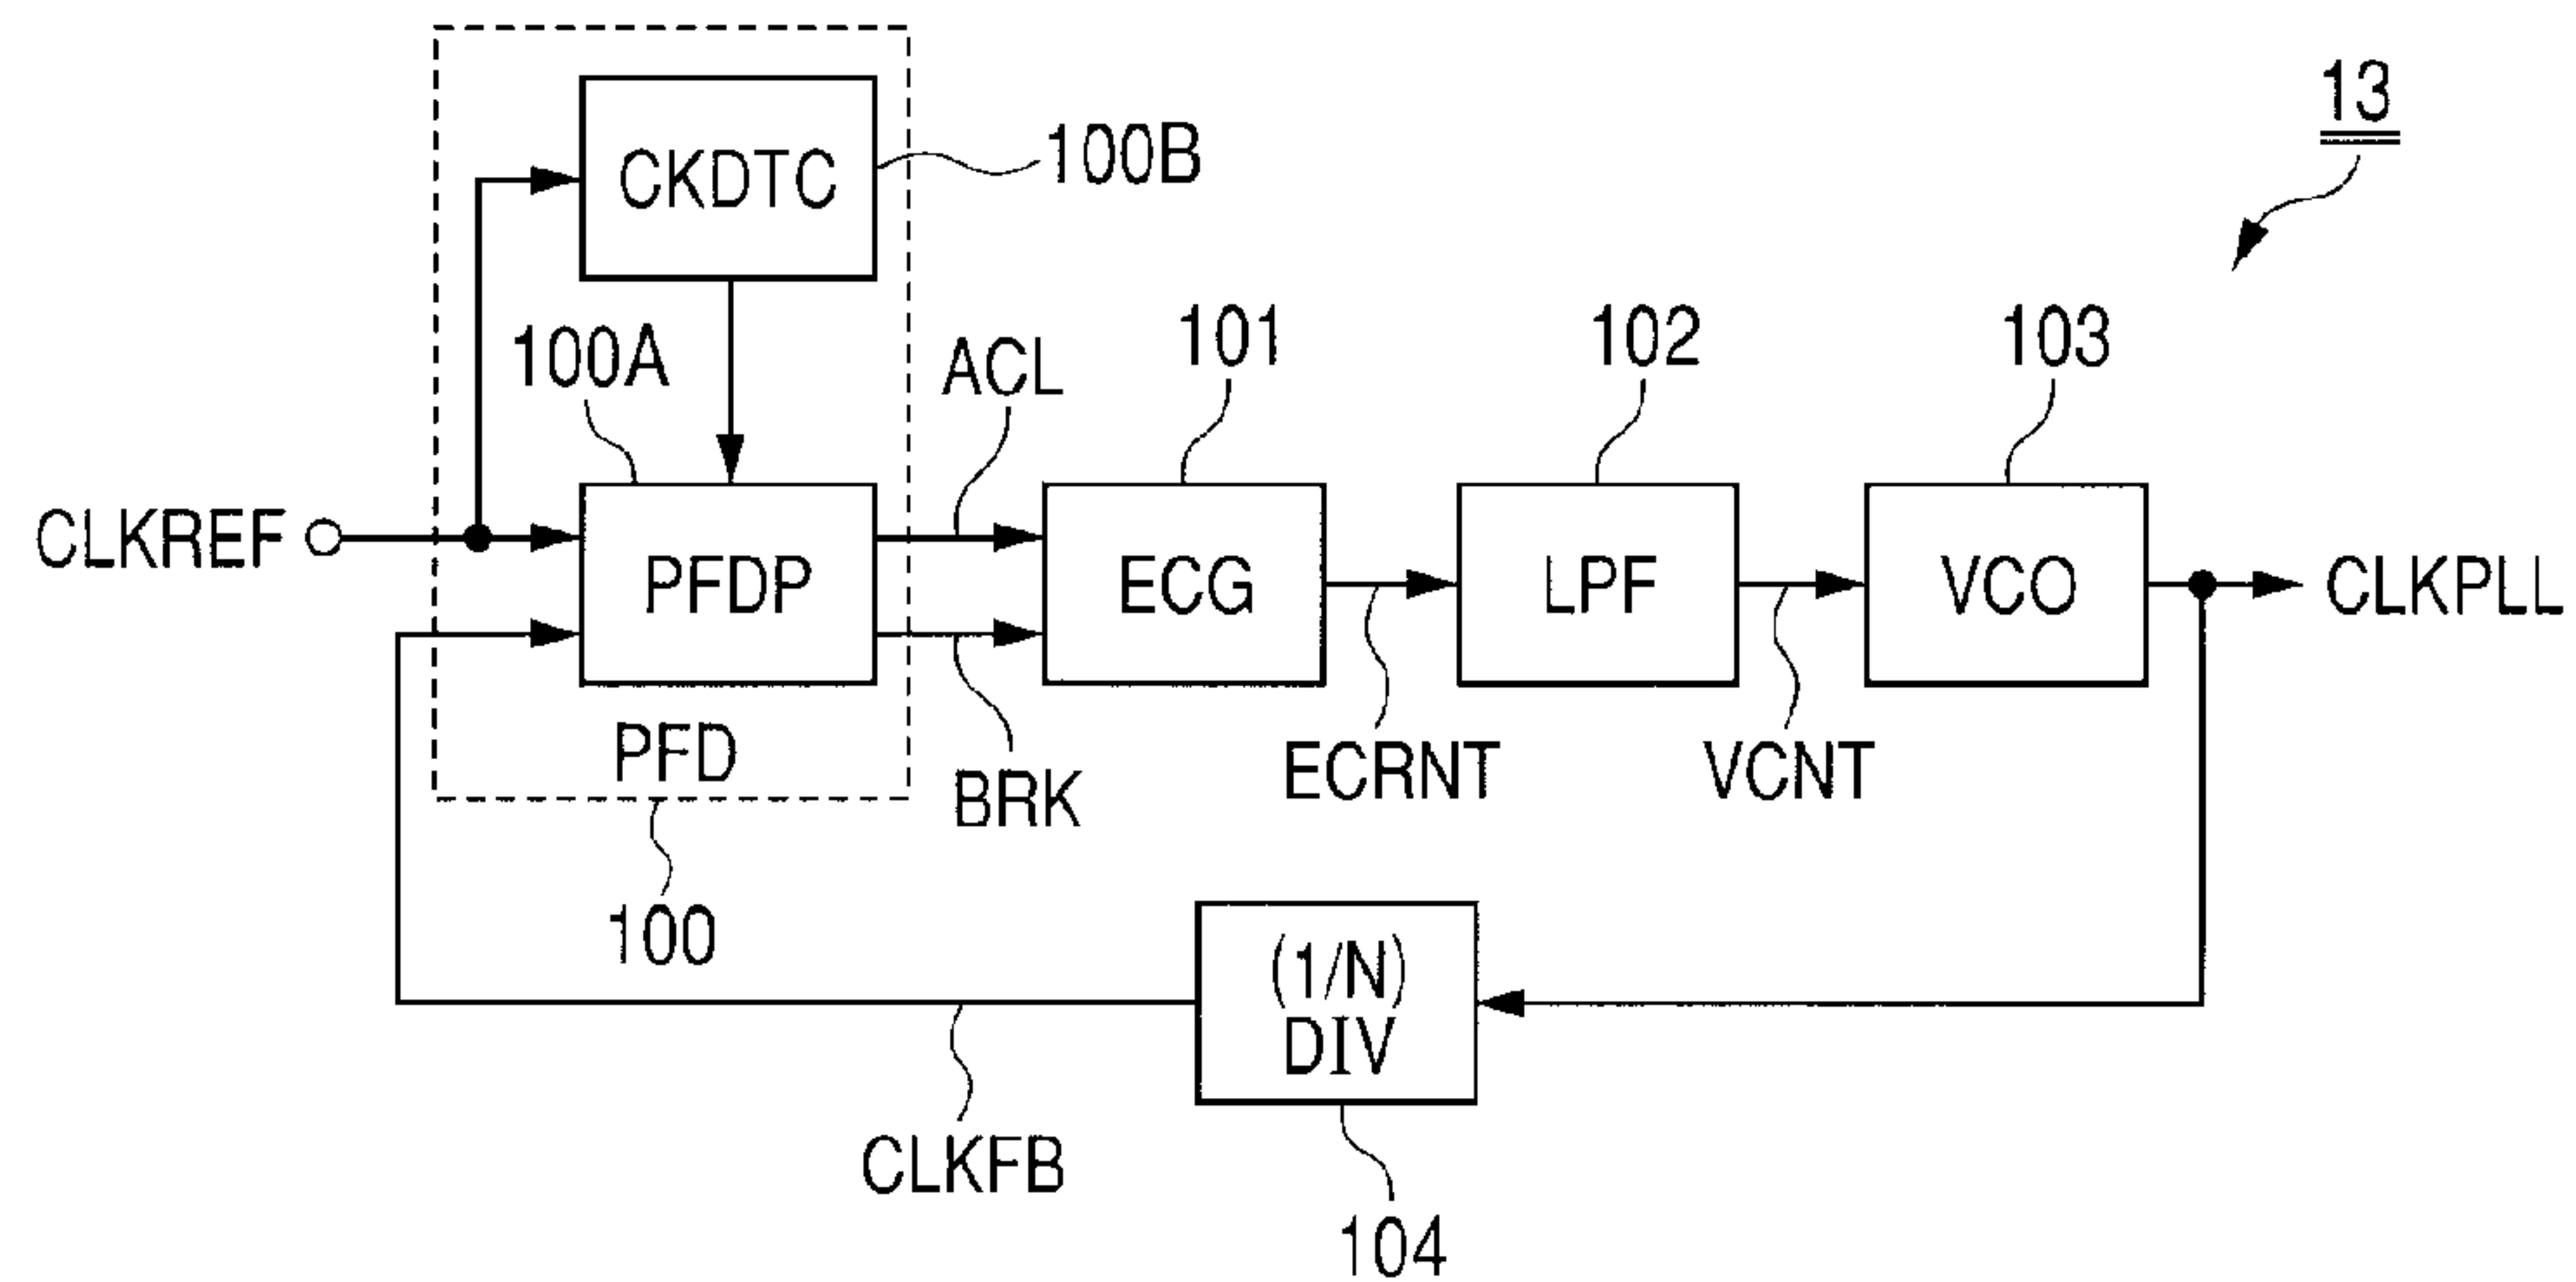 13
CKDTC
100B
100A
ACL
101
102
103
CLKREF
PFDP
ECG
LPF
VCO
CLKPLL
PFD
BRK
ECRNT
VCNT
100
(1/N)
DIV
CLKFB
104